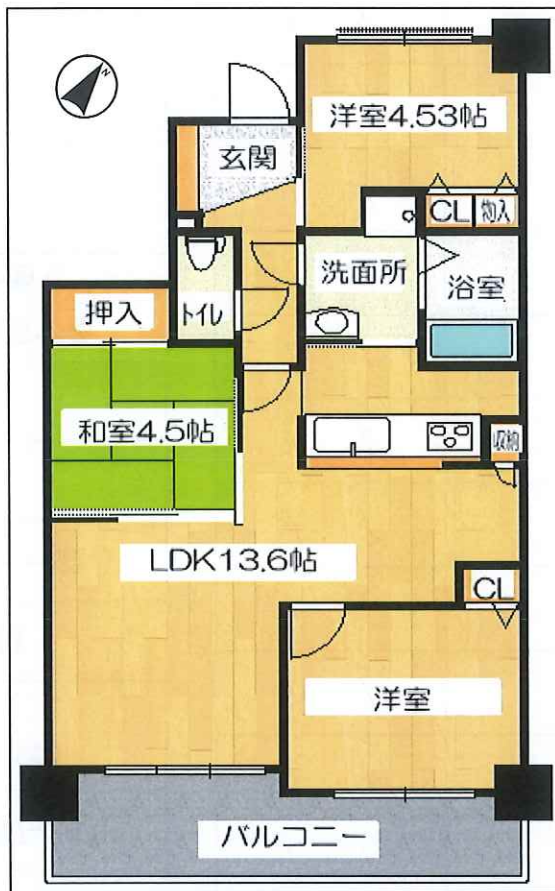 N
洋室4.53帖
玄関
CL
物入
洗面所
浴室
トイレ
押入
和室4.5帖
収納
LDK13.6帖
CL
洋室
バルコニー